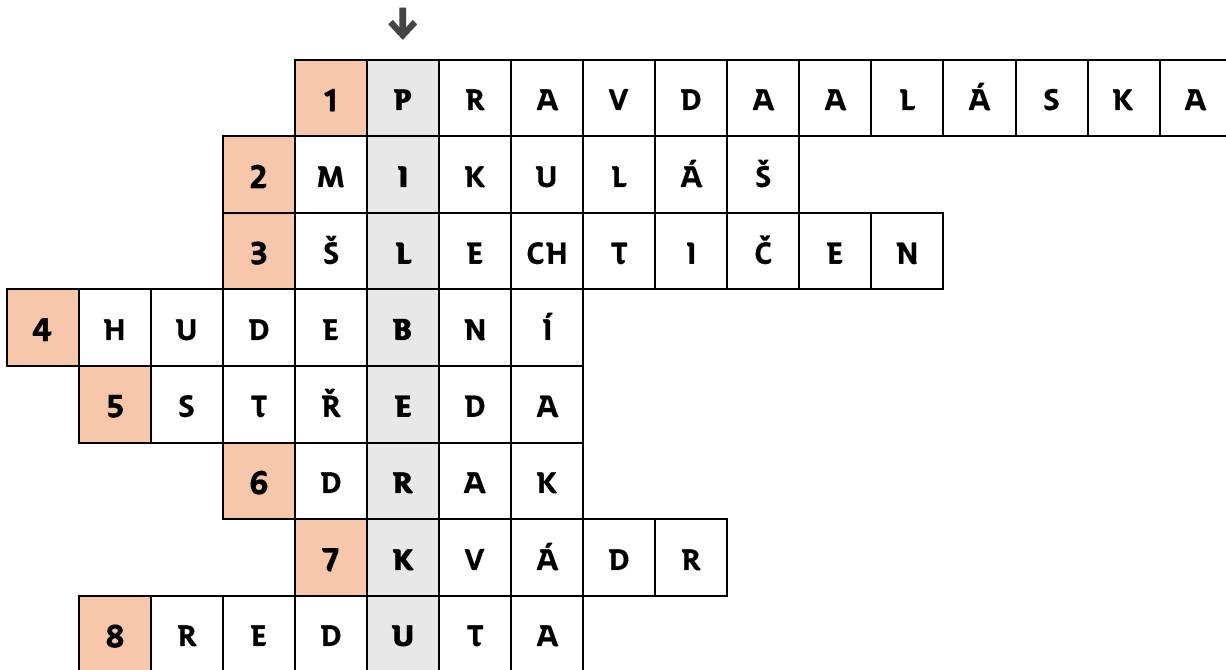 1 P R A V D A A L Á S K A
2 M I K U L Á Š
3 Š L E CH T I Č E N
4 H U D E B N Í
5 S T Ř E D A
6 D R A K
7 K V Á D R
8 R E D U T A